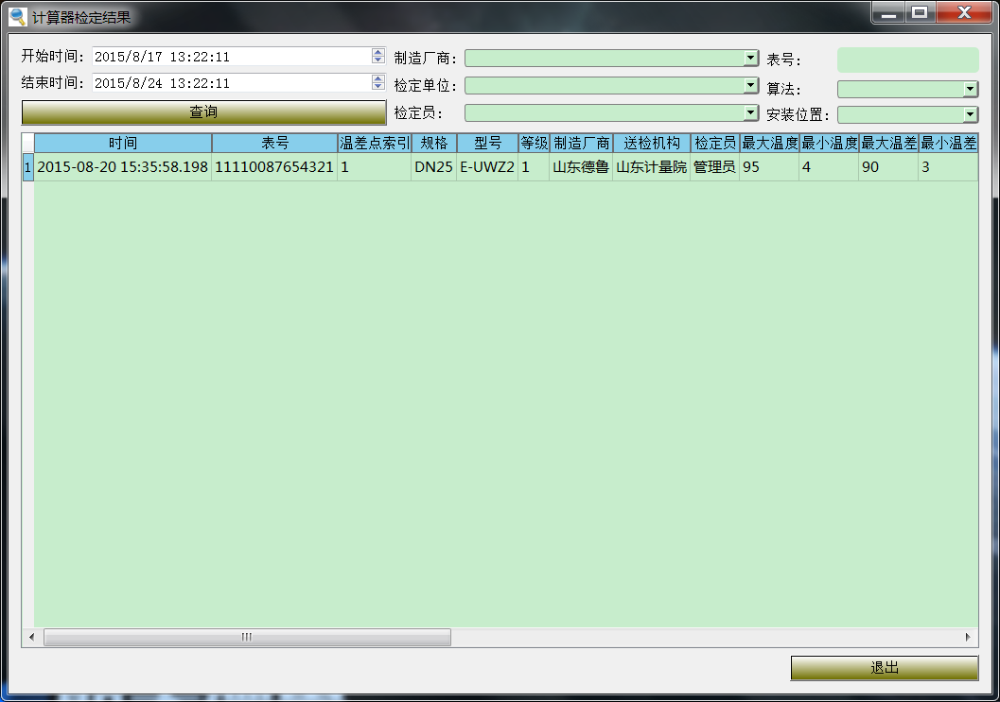 计算器检定结果
开始时间: 2015/8/17 13:22:11 制造厂商: 表号:
结束时间: 2015/8/24 13:22:11 检定单位: 算法:
查询 检定员: 安装位置:
时间 表号 温差点索引 规格 型号 等级 制造厂商 送检机构 检定员 最大温度 最小温度 最大温差 最小温差
1 2015-08-20 15:35:58.198 11110087654321 1 DN25 E-UWZ2 1 山东德鲁 山东计量院 管理员 95 4 90 3
退出